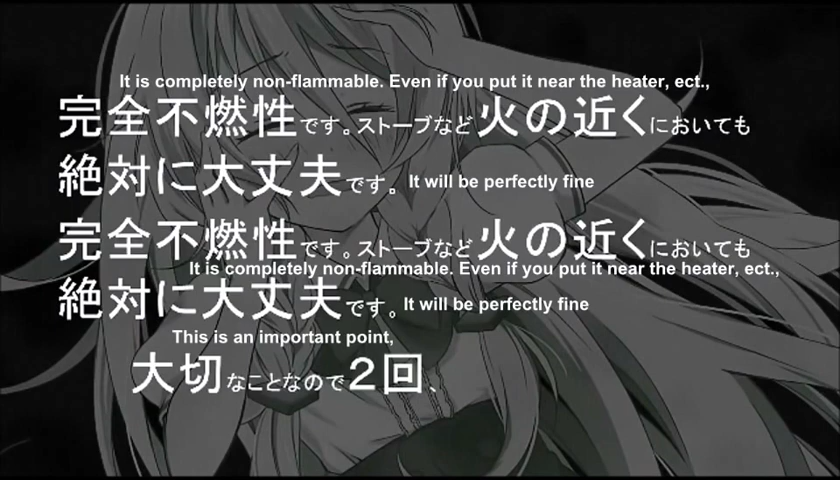 It is completely non-flammable. Even if you put it near the heater, ect.,
完全不燃性です。ストーブなど火の近くにおいても
絶対に大丈夫です。 It will be perfectly fine
完全不燃性です。ストーブなど火の近くにおいても
It is completely non-flammable. Even if you put it near the heater, ect.,
絶対に大丈夫です。 It will be perfectly fine
This is an important point,
大切なことなので２回、